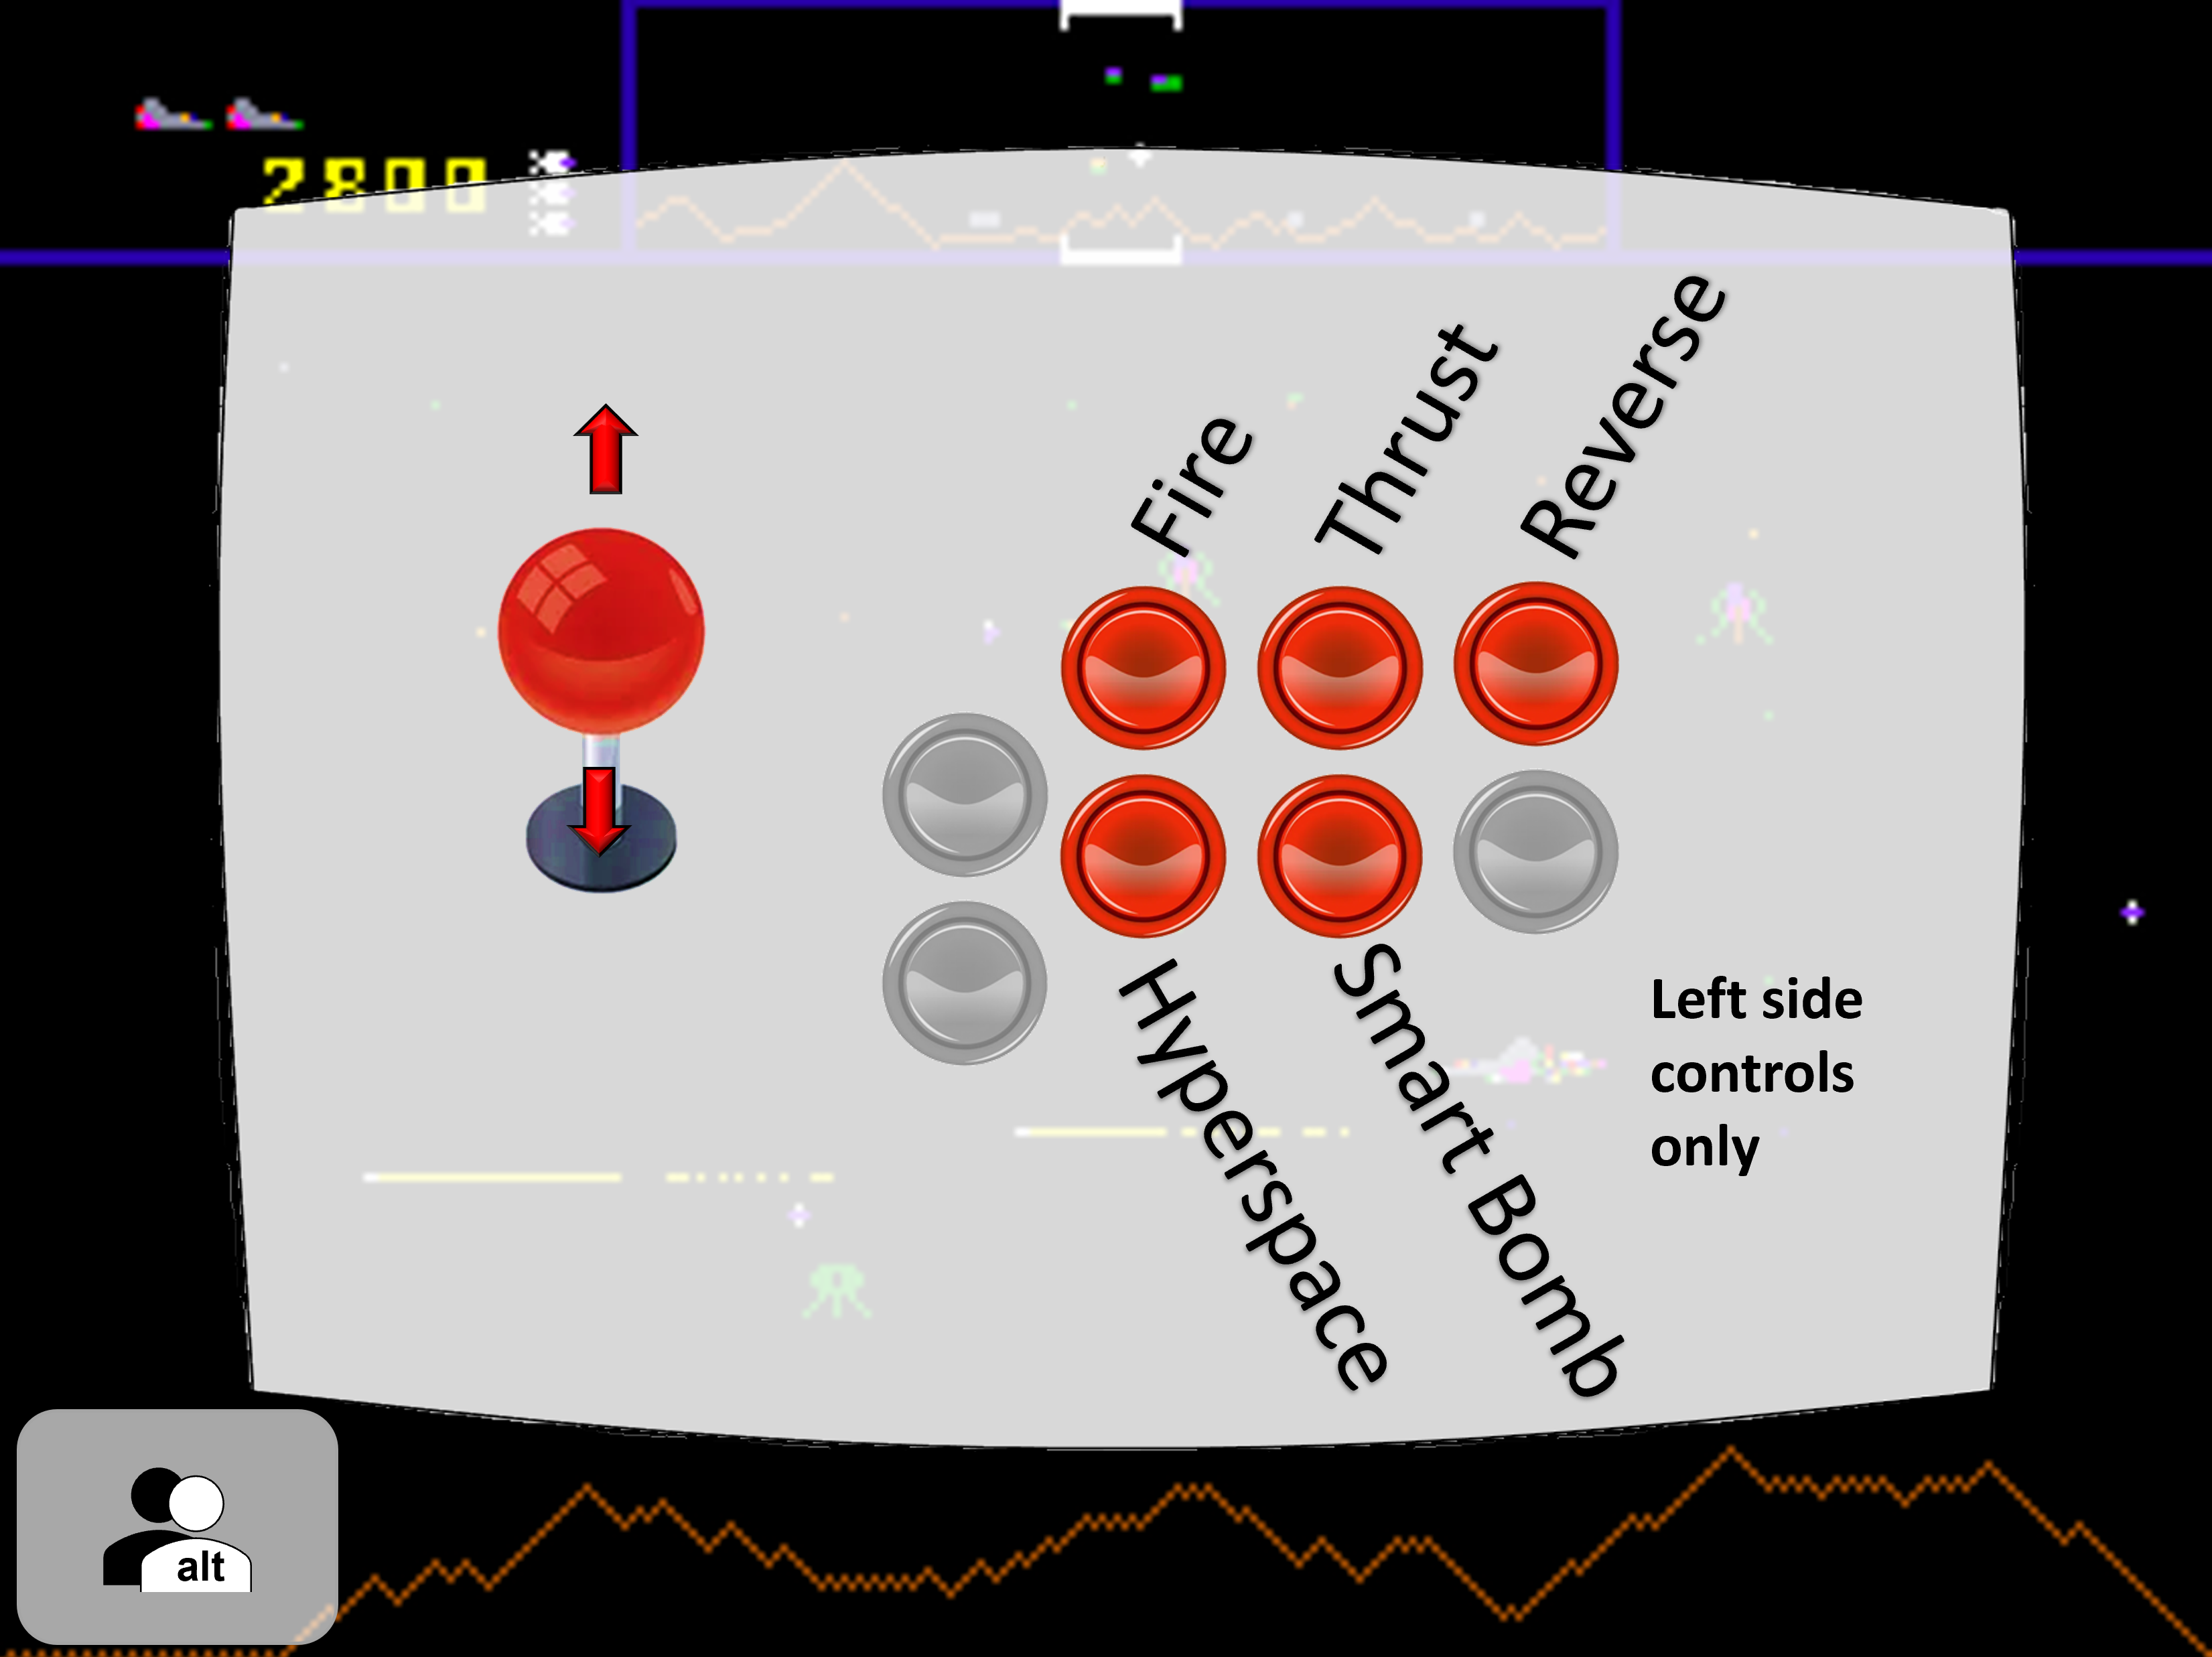 2800
Fire
Thrust
Reverse
Hyperspace
Smart Bomb
Left side
controls
only
alt